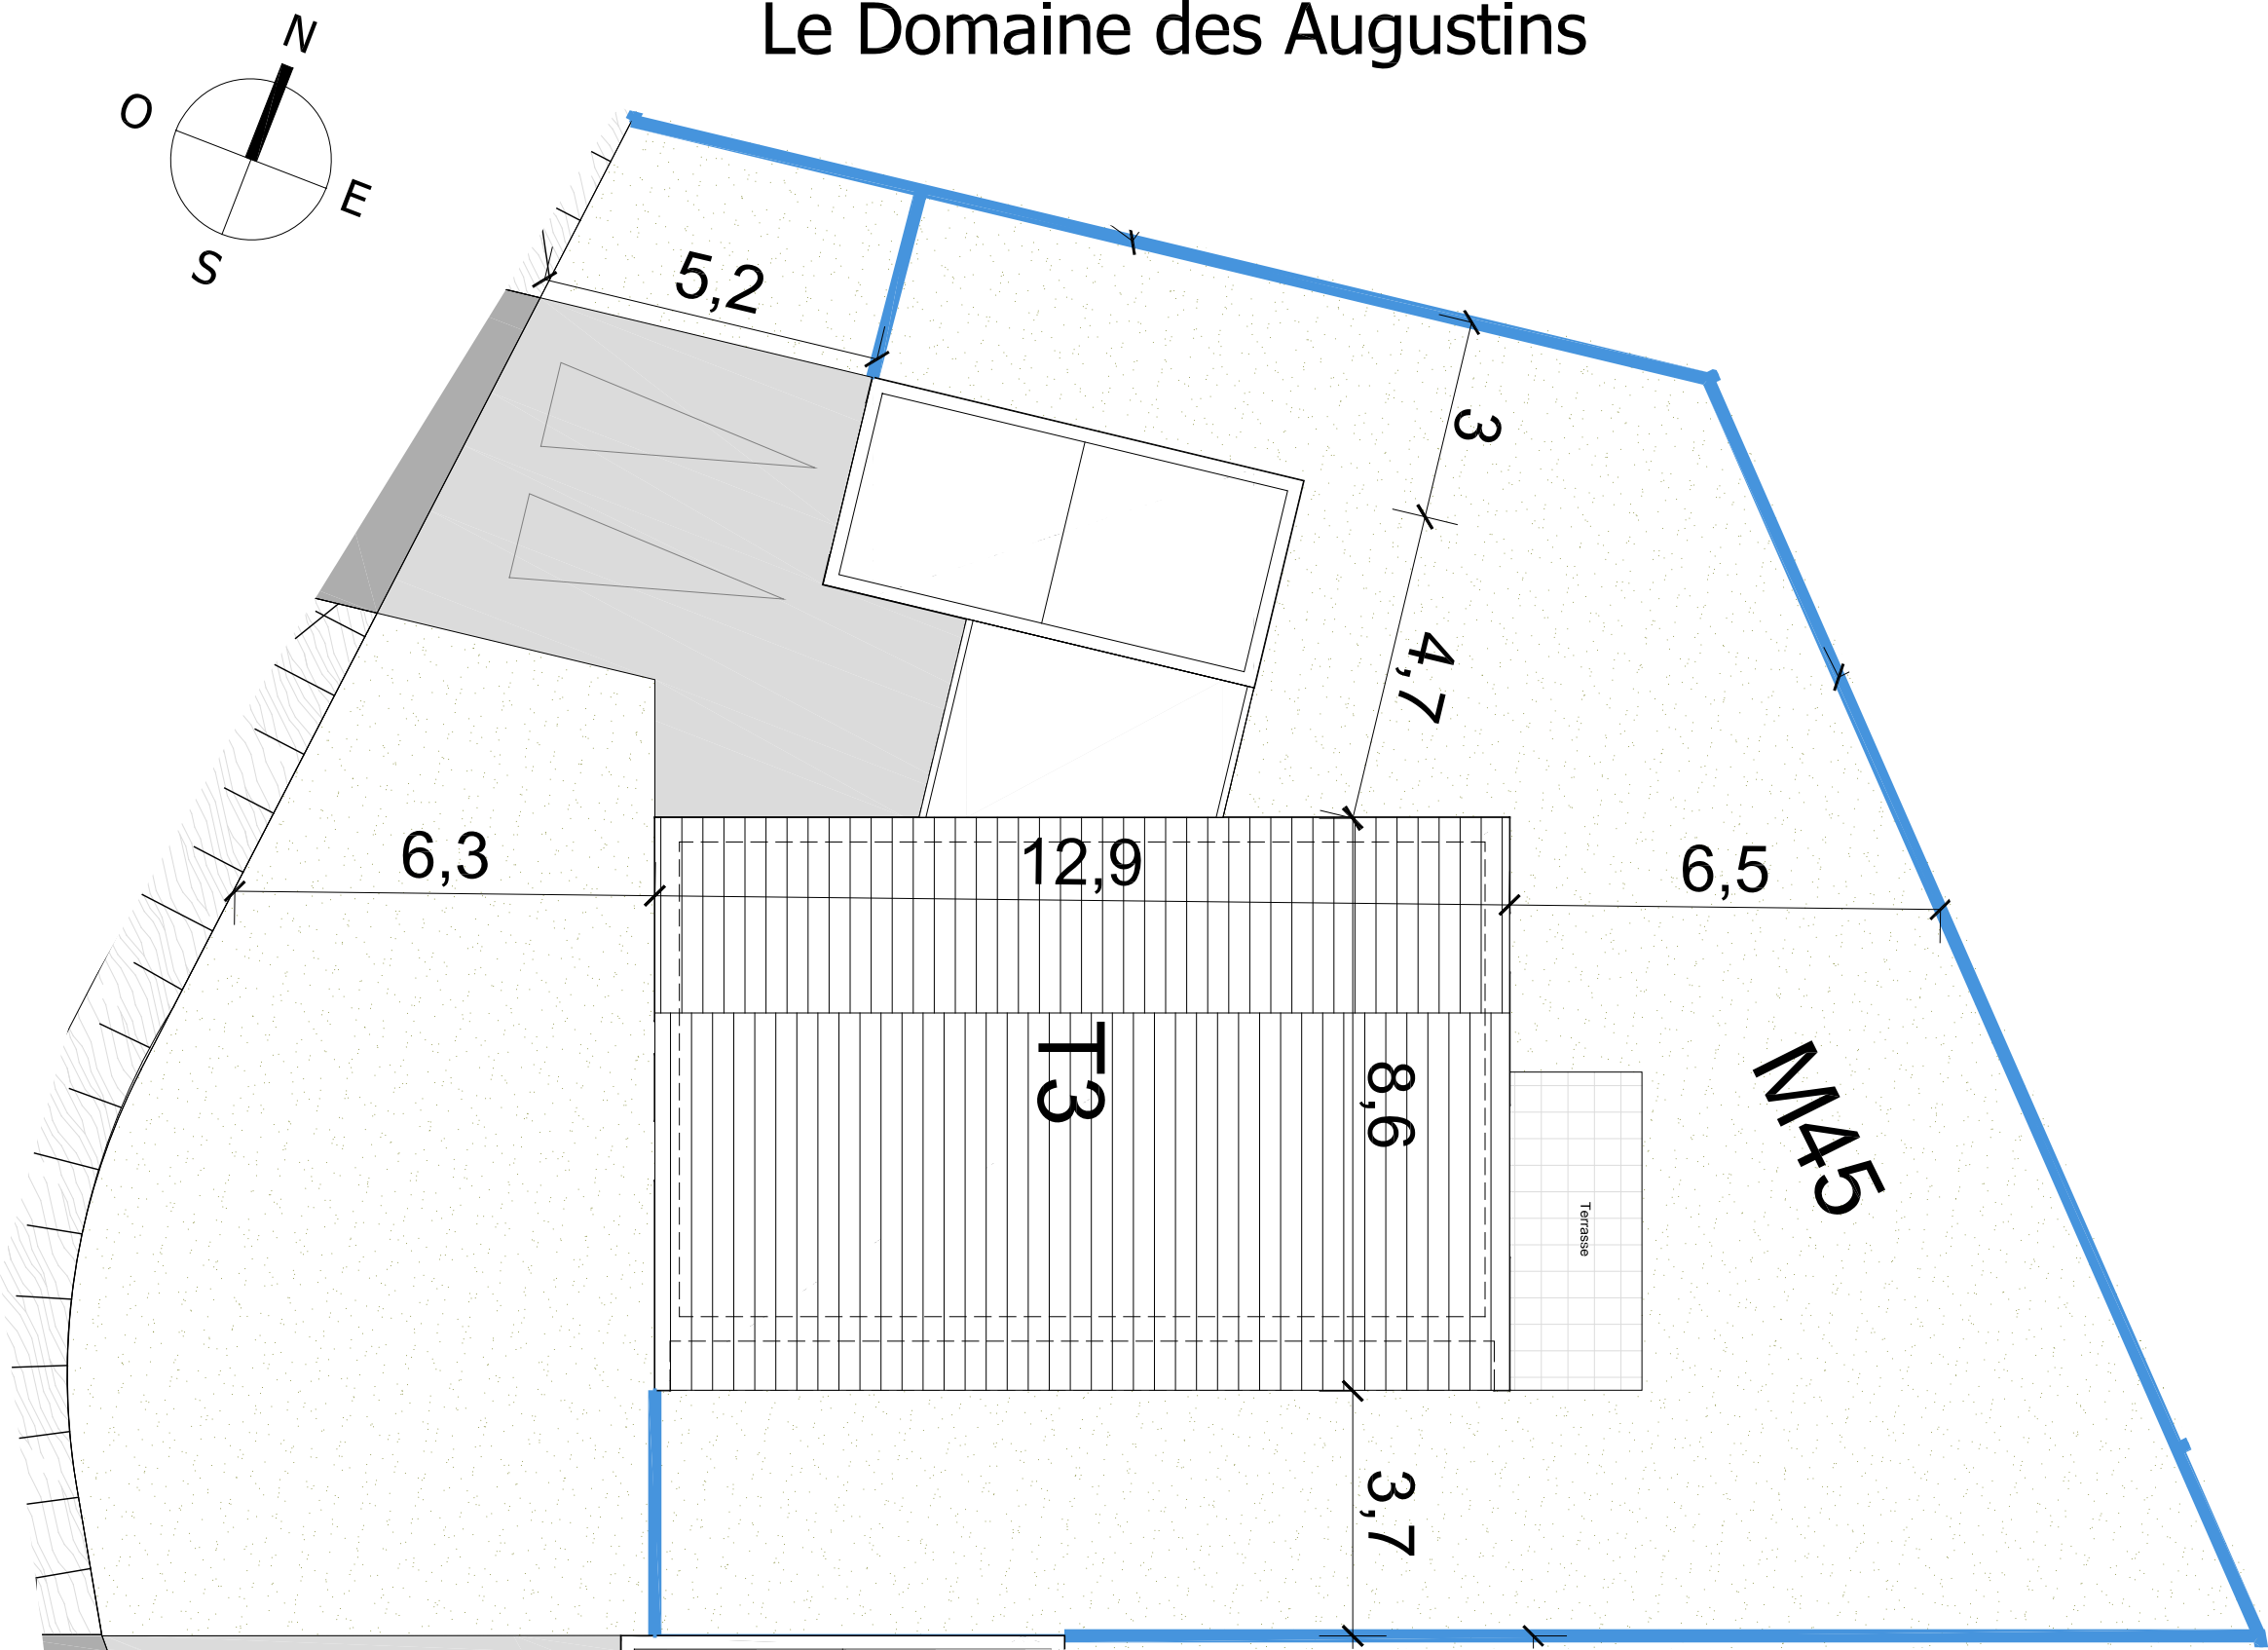 Le Domaine des Augustins
N
O
E
S
5,2
3
4,7
6,3
12,9
6,5
T3
8,6
M45
Terrasse
3,7